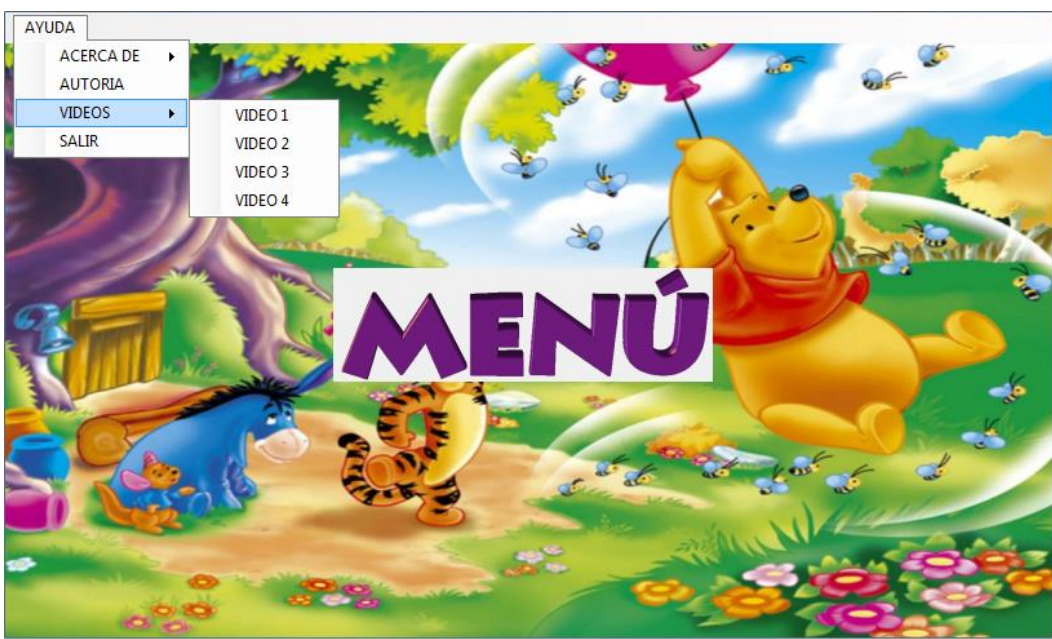 AYUDA
ACERCA DE
AUTORIA
VIDEOS
SALIR
VIDEO 1
VIDEO 2
VIDEO 3
VIDEO 4
MENÚ